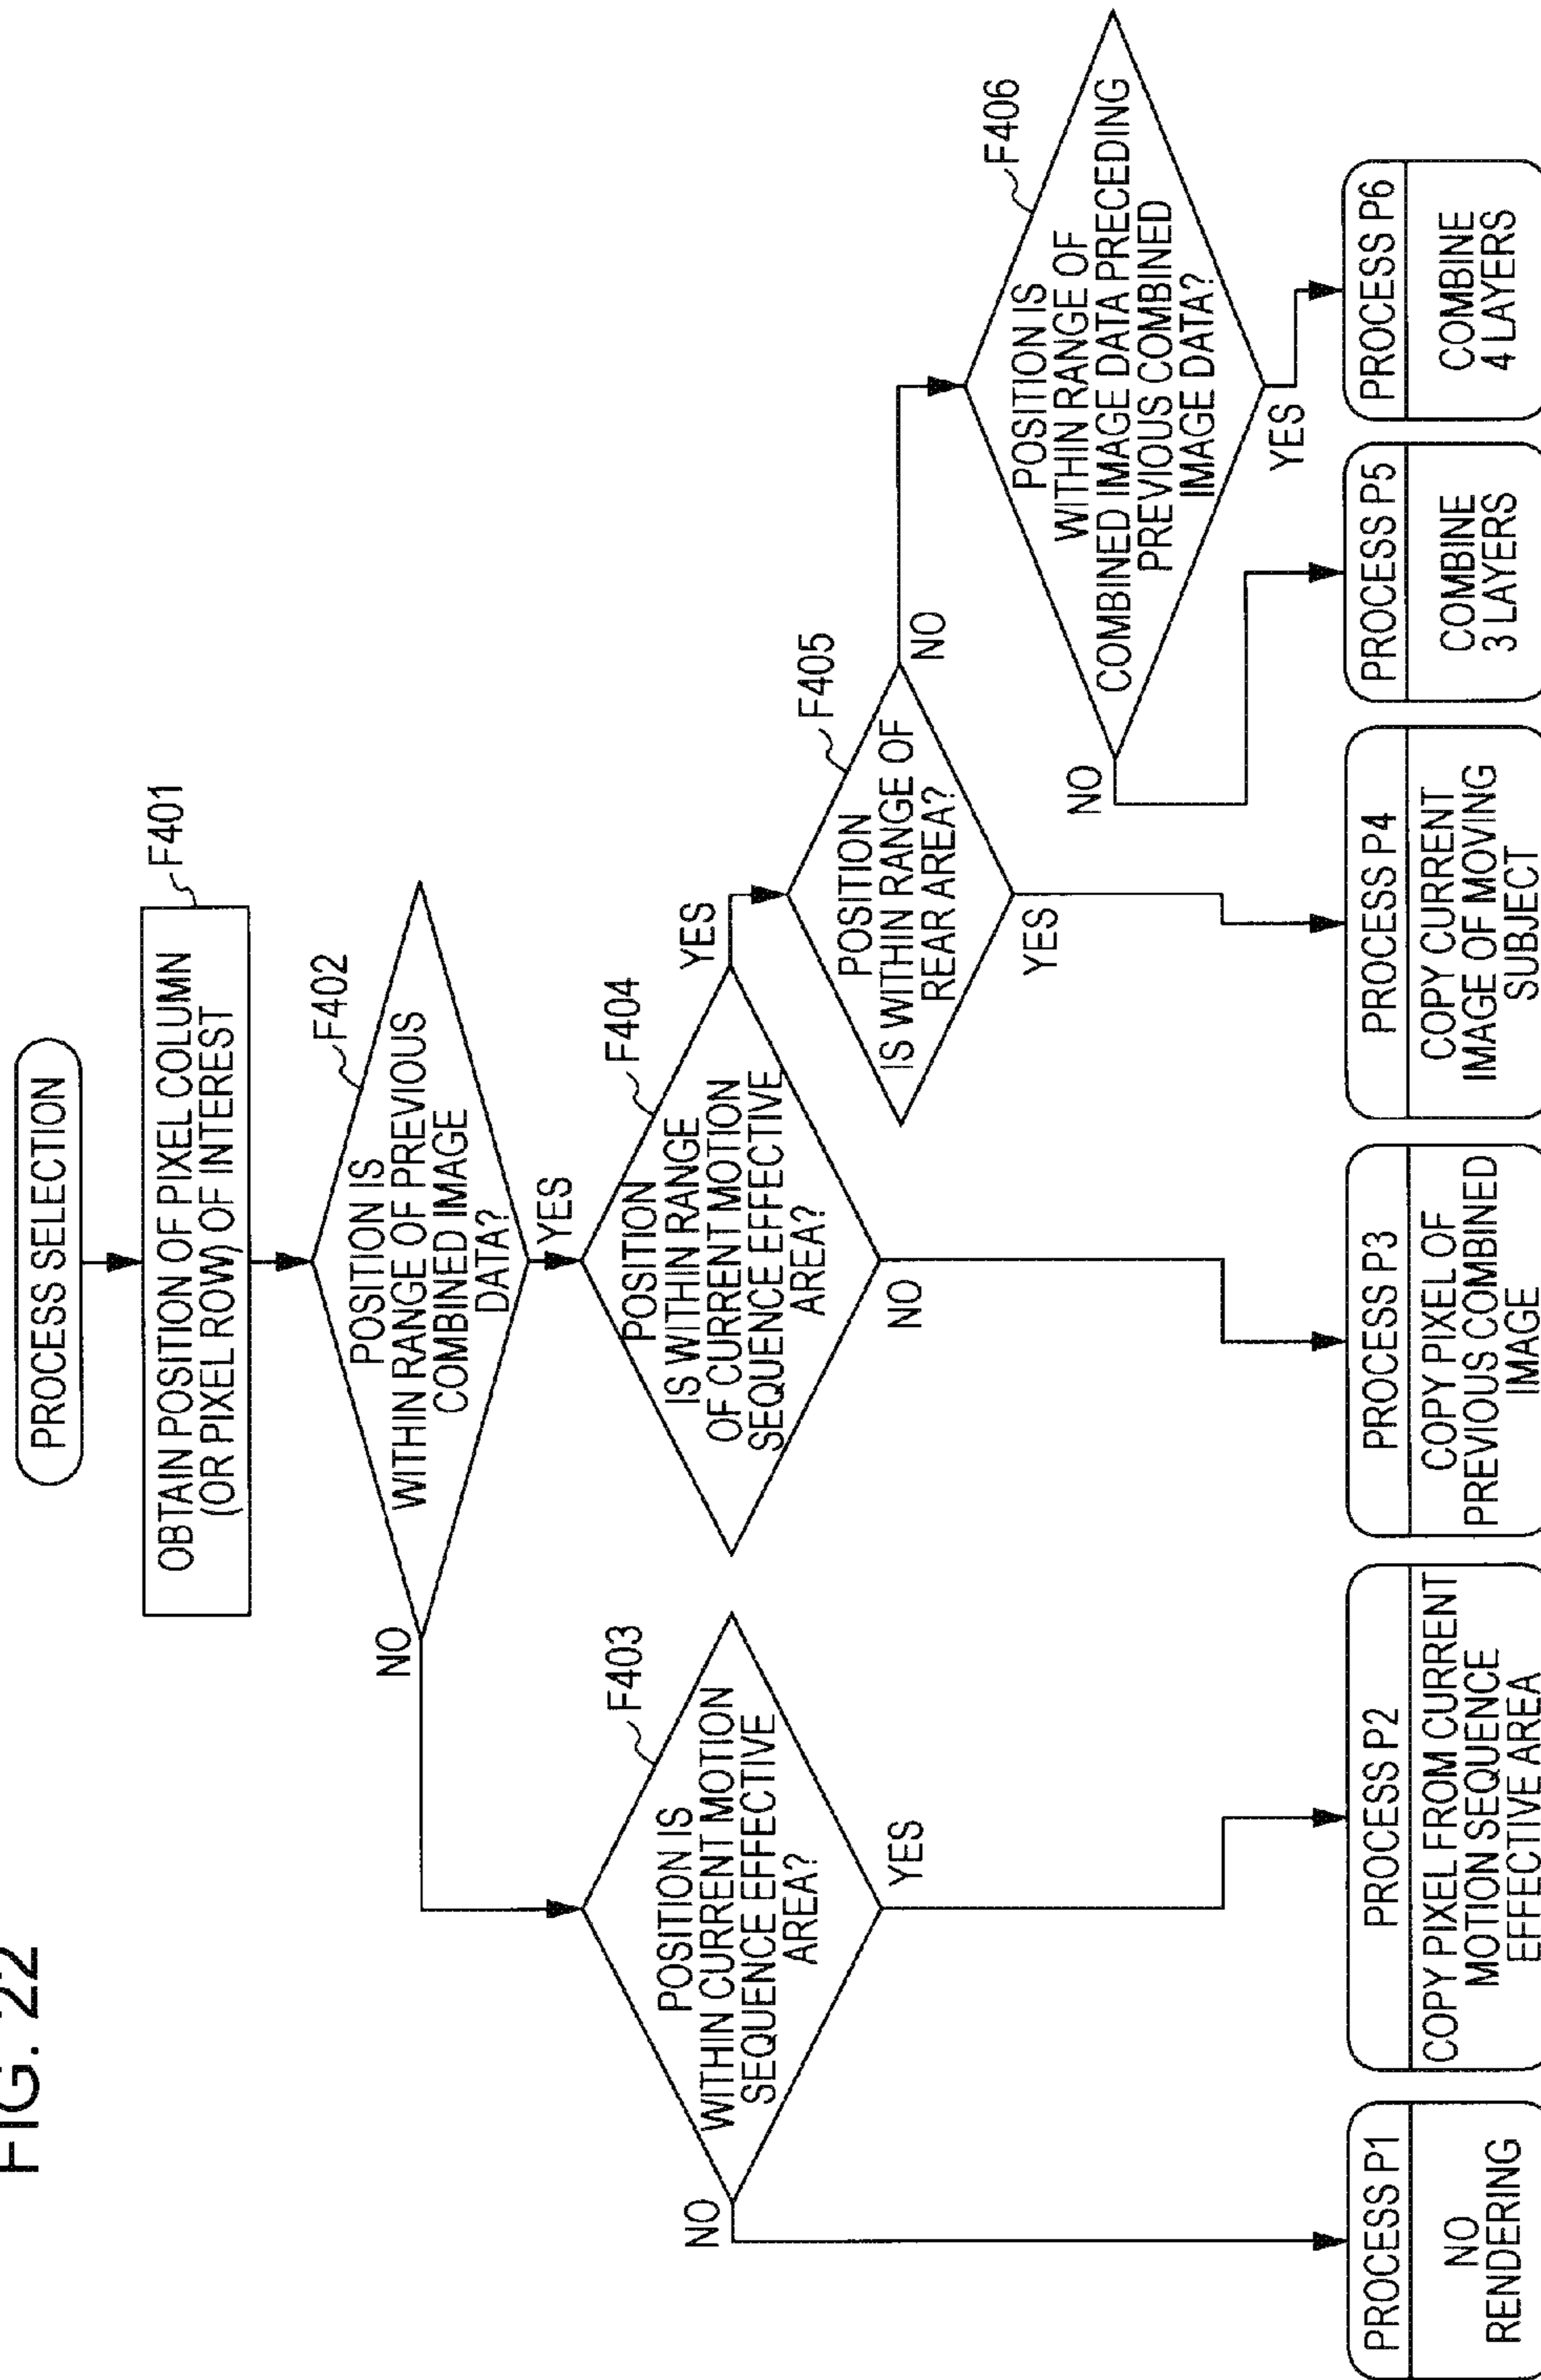 FIG. 22
PROCESS SELECTION
OBTAIN POSITION OF PIXEL COLUMN
(OR PIXEL ROW) OF INTEREST
F401
POSITION IS
WITHIN RANGE OF PREVIOUS
COMBINED IMAGE
DATA?
F402
NO
YES
POSITION IS
WITHIN CURRENT MOTION
SEQUENCE EFFECTIVE
AREA?
F403
NO
YES
POSITION
IS WITHIN RANGE
OF CURRENT MOTION
SEQUENCE EFFECTIVE
AREA?
F404
YES
NO
POSITION
IS WITHIN RANGE OF
REAR AREA?
F405
NO
YES
POSITION IS
WITHIN RANGE OF
COMBINED IMAGE DATA PRECEDING
PREVIOUS COMBINED
IMAGE DATA?
F406
NO
YES
PROCESS P1
NO
RENDERING
PROCESS P2
COPY PIXEL FROM CURRENT
MOTION SEQUENCE
EFFECTIVE AREA
PROCESS P3
COPY PIXEL OF
PREVIOUS COMBINED
IMAGE
PROCESS P4
COPY CURRENT
IMAGE OF MOVING
SUBJECT
PROCESS P5
COMBINE
3 LAYERS
PROCESS P6
COMBINE
4 LAYERS